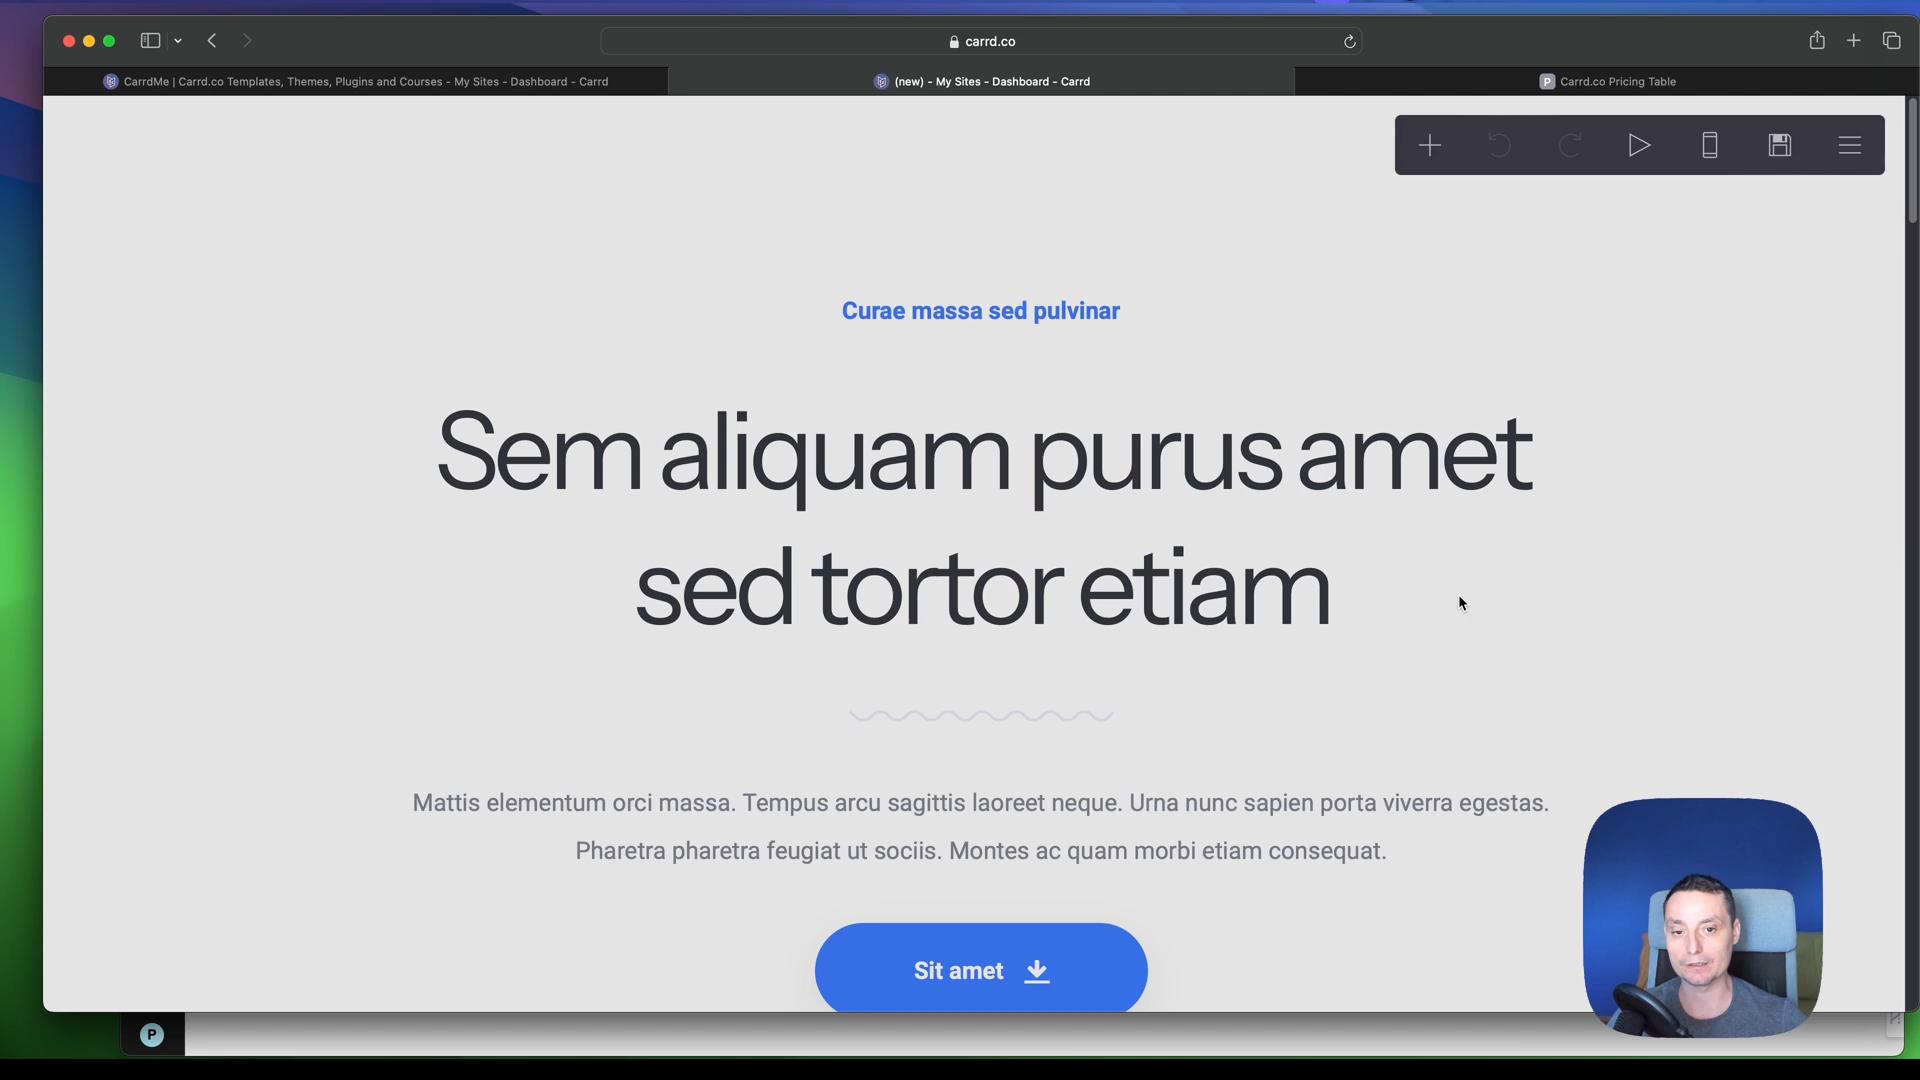 carrd.co
CarrdMe | Carrd.co Templates, Themes, Plugins and Courses - My Sites - Dashboard - Carrd
(new) - My Sites - Dashboard - Carrd
P Carrd.co Pricing Table
Curae massa sed pulvinar
Sem aliquam purus amet
sed tortor etiam
Mattis elementum orci massa. Tempus arcu sagittis laoreet neque. Urna nunc sapien porta viverra egestas.
Pharetra pharetra feugiat ut sociis. Montes ac quam morbi etiam consequat.
Sit amet
P